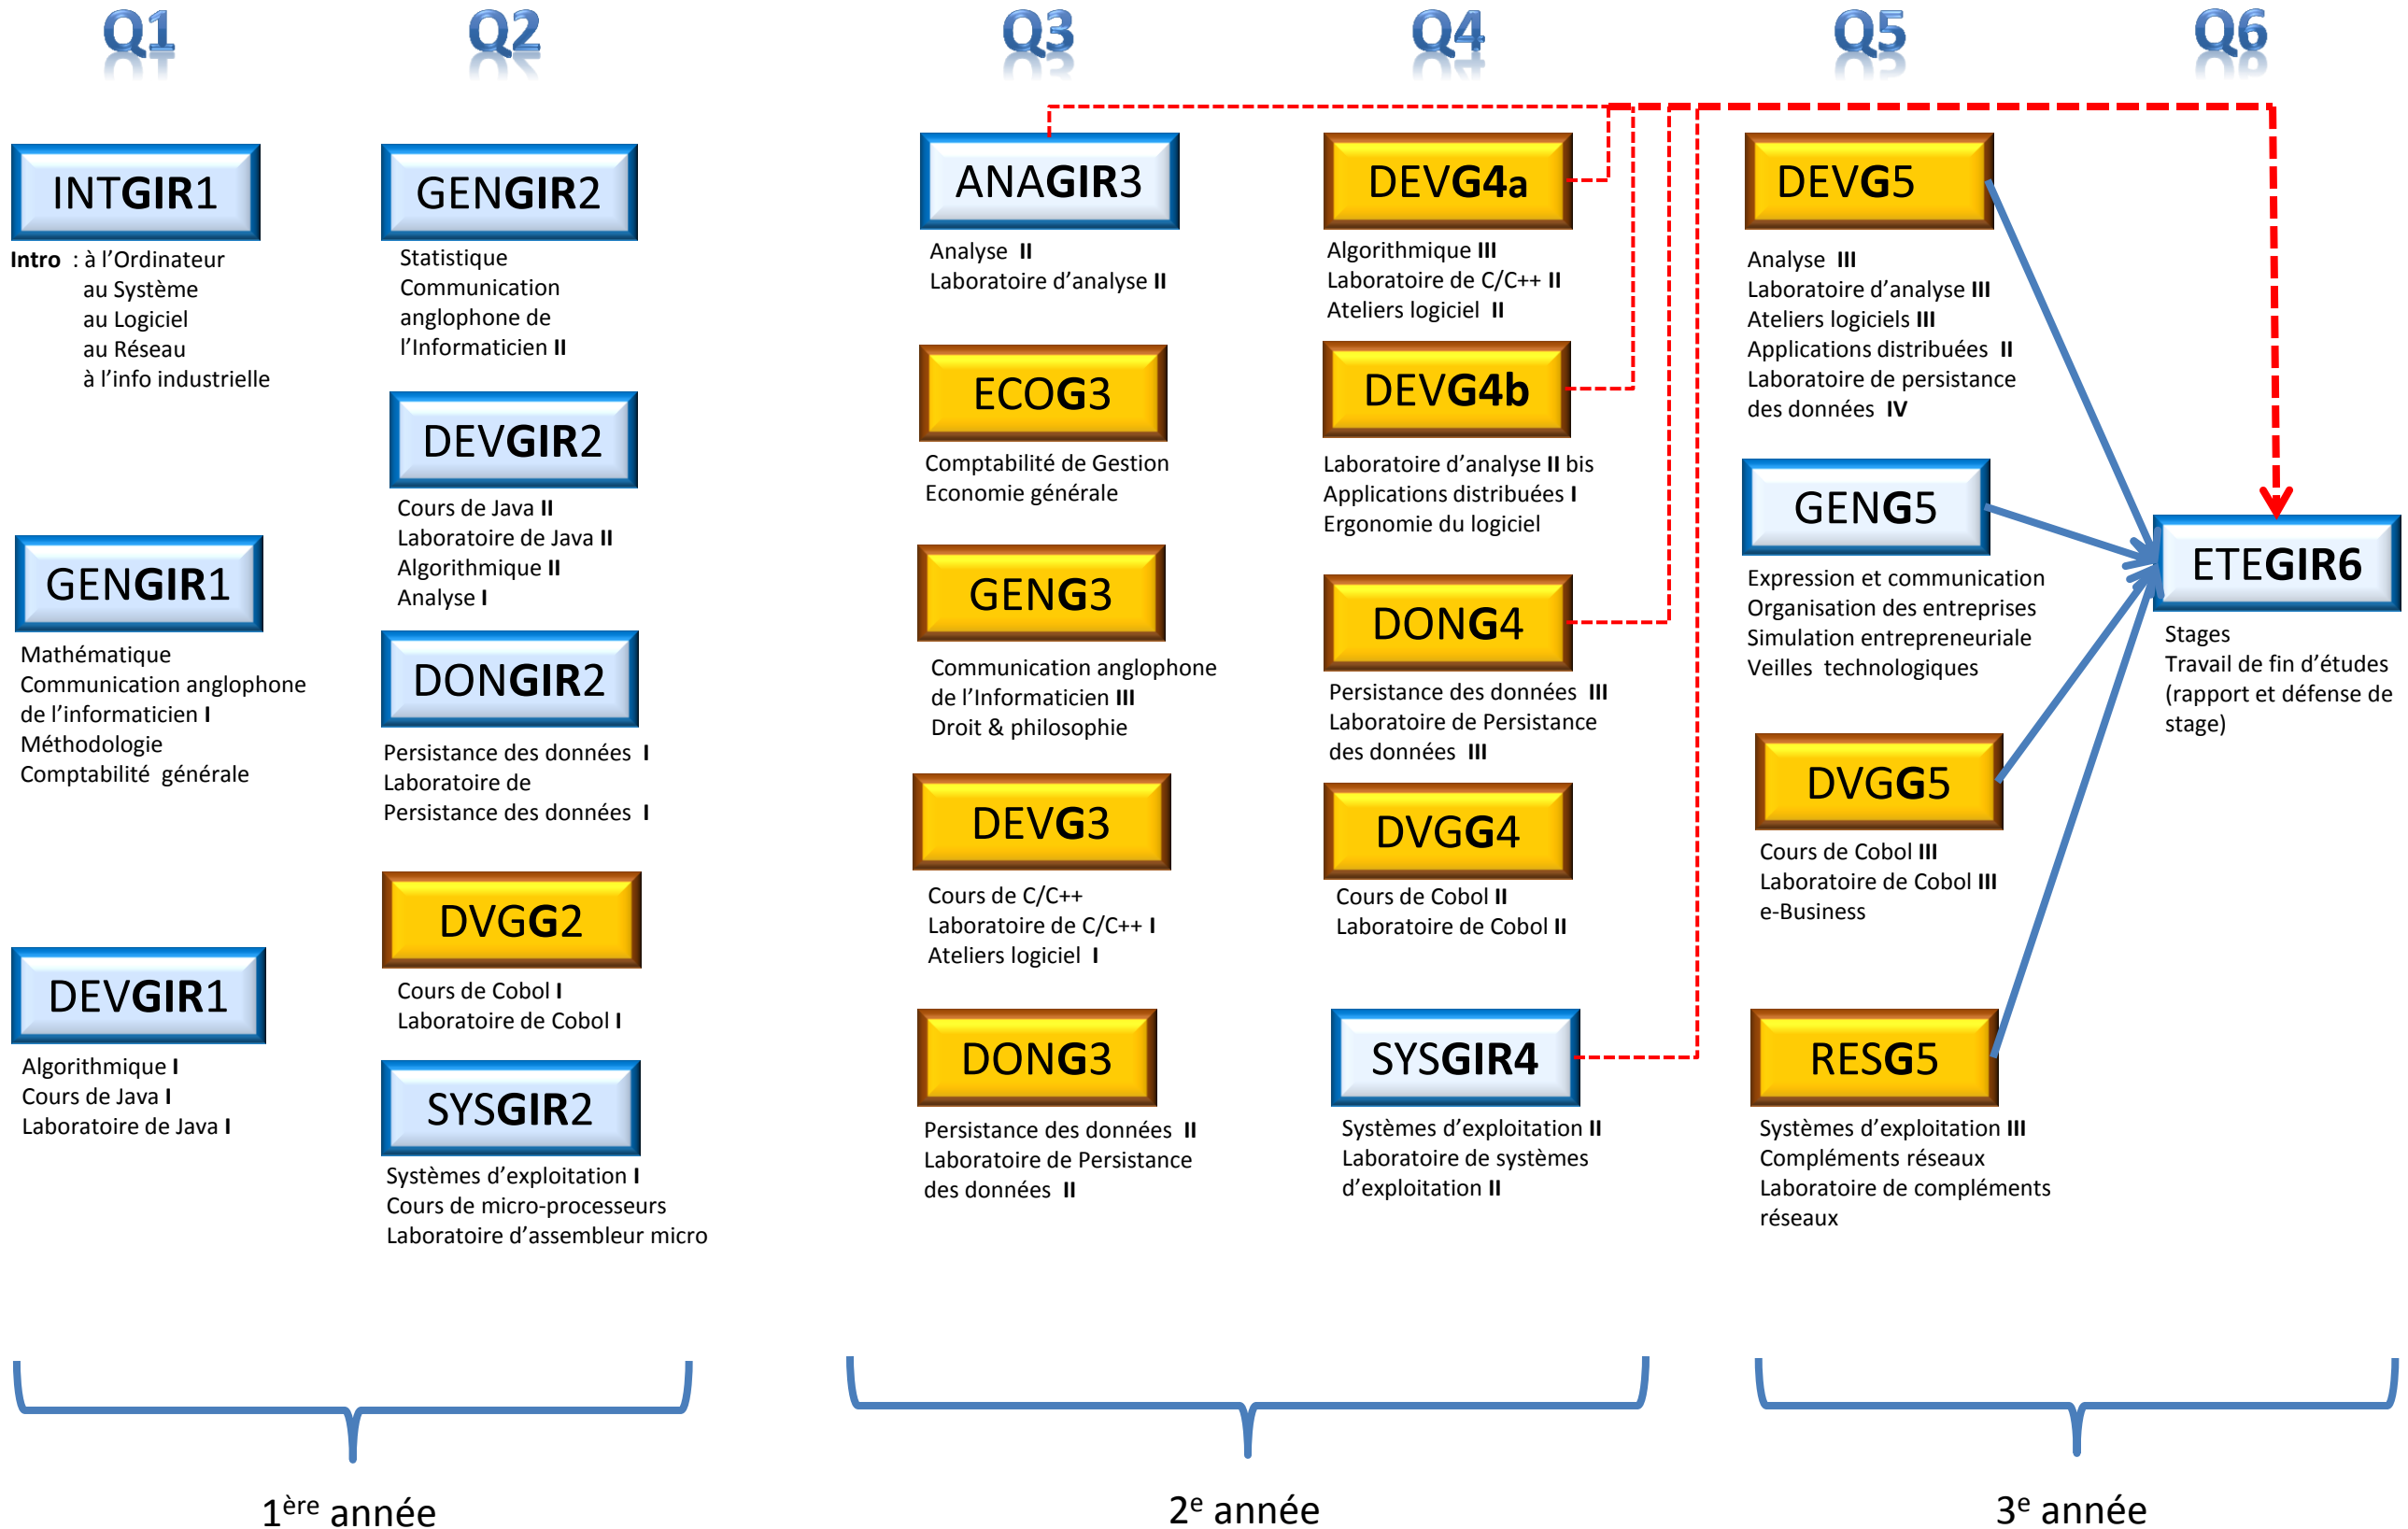 Q1
Q2
Q3
Q4
Q5
Q6
INTGIR1
Intro : à l’Ordinateur
au Système
au Logiciel
au Réseau
à l’info industrielle
GENGIR1
Mathématique
Communication anglophone
de l’informaticien I
Méthodologie
Comptabilité générale
DEVGIR1
Algorithmique I
Cours de Java I
Laboratoire de Java I
GENGIR2
Statistique
Communication
anglophone de
l’Informaticien II
DEVGIR2
Cours de Java II
Laboratoire de Java II
Algorithmique II
Analyse I
DONGIR2
Persistance des données I
Laboratoire de
Persistance des données I
DVGG2
Cours de Cobol I
Laboratoire de Cobol I
SYSGIR2
Systèmes d’exploitation I
Cours de micro-processeurs
Laboratoire d’assembleur micro
ANAGIR3
Analyse II
Laboratoire d’analyse II
ECOG3
Comptabilité de Gestion
Economie générale
GENG3
Communication anglophone
de l’Informaticien III
Droit & philosophie
DEVG3
Cours de C/C++
Laboratoire de C/C++ I
Ateliers logiciel I
DONG3
Persistance des données II
Laboratoire de Persistance
des données II
DEVG4a
Algorithmique III
Laboratoire de C/C++ II
Ateliers logiciel II
DEVG4b
Laboratoire d’analyse II bis
Applications distribuées I
Ergonomie du logiciel
DONG4
Persistance des données III
Laboratoire de Persistance
des données III
DVGG4
Cours de Cobol II
Laboratoire de Cobol II
SYSGIR4
Systèmes d’exploitation II
Laboratoire de systèmes
d’exploitation II
DEVG5
Analyse III
Laboratoire d’analyse III
Ateliers logiciels III
Applications distribuées II
Laboratoire de persistance
des données IV
GENG5
Expression et communication
Organisation des entreprises
Simulation entrepreneuriale
Veilles technologiques
DVGG5
Cours de Cobol III
Laboratoire de Cobol III
e-Business
RESG5
Systèmes d’exploitation III
Compléments réseaux
Laboratoire de compléments
réseaux
ETEGIR6
Stages
Travail de fin d’études
(rapport et défense de
stage)
1ère année
2e année
3e année